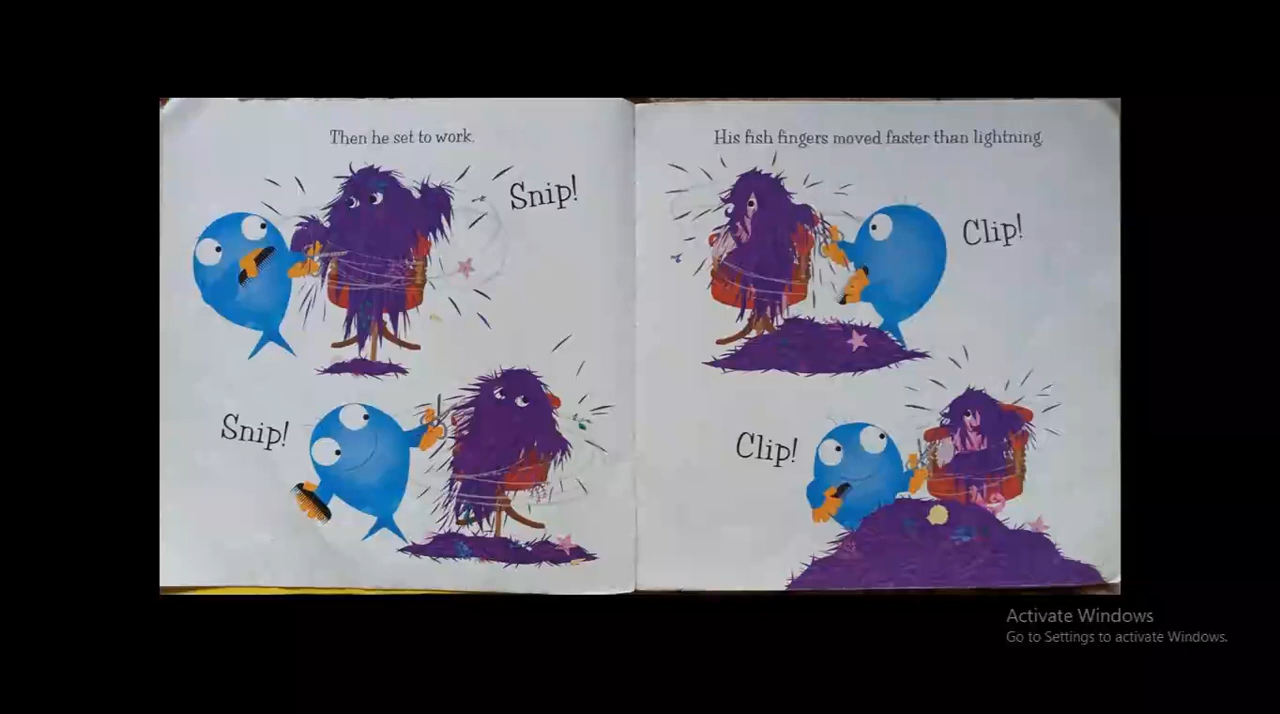 Then he set to work.
Snip!
Snip!
His fish fingers moved faster than lightning.
Clip!
Clip!
Activate Windows
Go to Settings to activate Windows.